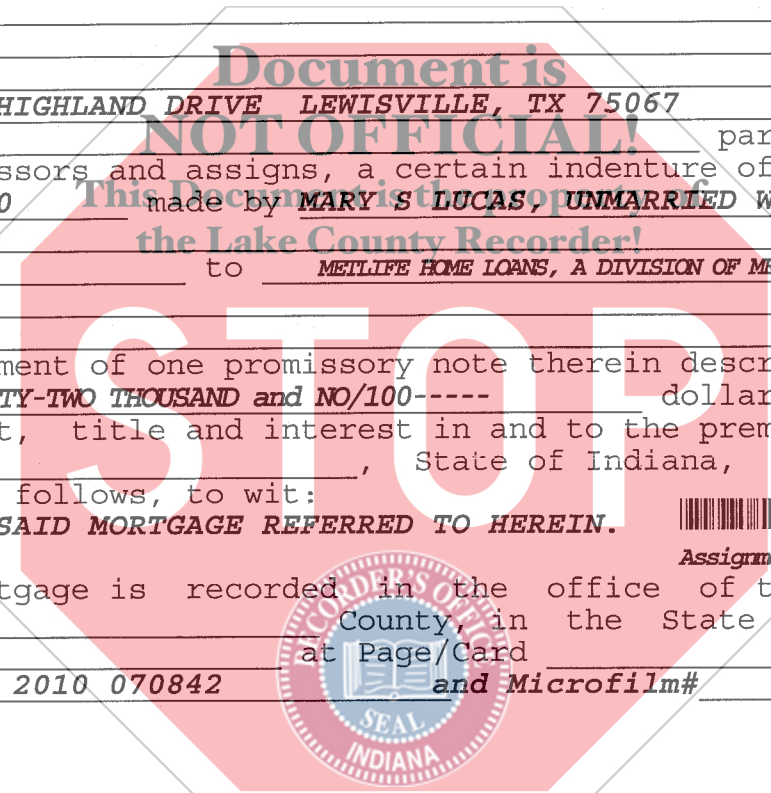 Document is
HIGHLAND DRIVE LEWISVILLE, TX 75067
NOT OFFICIAL!
par
ssors and assigns, a certain indenture of
0 made by MARY S LUCAS, UNMARRIED W
This Document is the property of
the Lake County Recorder!
to METLIFE HOME LOANS, A DIVISION OF ME
STOP
ment of one promissory note therein descr
TY-TWO THOUSAND and NO/100----- dollar
t, title and interest in and to the prem
, State of Indiana,
follows, to wit:
SAID MORTGAGE REFERRED TO HEREIN.
Assignm
tgage is recorded in the office of t
County, in the State
at Page/Card
2010 070842 and Microfilm#
RECORDER'S OFFIC
SEAL
INDIANA